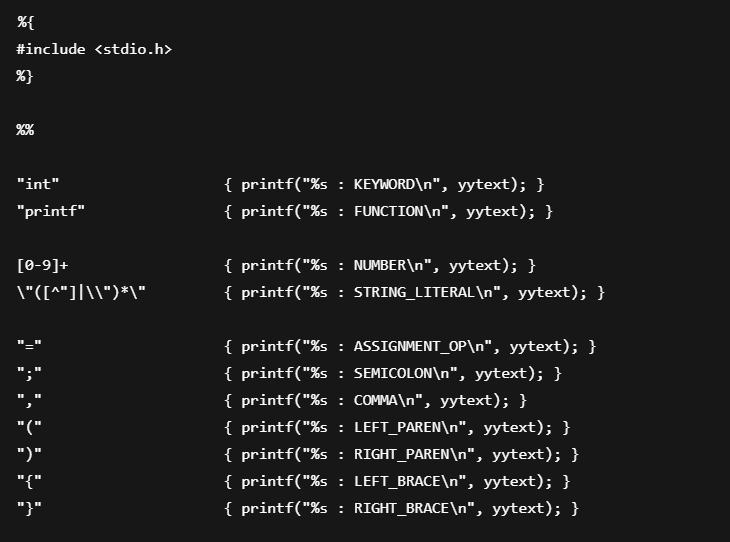 %{
#include <stdio.h>
%}
%%
"int" { printf("%s : KEYWORD\n", yytext); }
"printf" { printf("%s : FUNCTION\n", yytext); }
[0-9]+ { printf("%s : NUMBER\n", yytext); }
\"([^"]|\\")*\" { printf("%s : STRING_LITERAL\n", yytext); }
"=" { printf("%s : ASSIGNMENT_OP\n", yytext); }
";" { printf("%s : SEMICOLON\n", yytext); }
"," { printf("%s : COMMA\n", yytext); }
"(" { printf("%s : LEFT_PAREN\n", yytext); }
")" { printf("%s : RIGHT_PAREN\n", yytext); }
"{" { printf("%s : LEFT_BRACE\n", yytext); }
"}" { printf("%s : RIGHT_BRACE\n", yytext); }